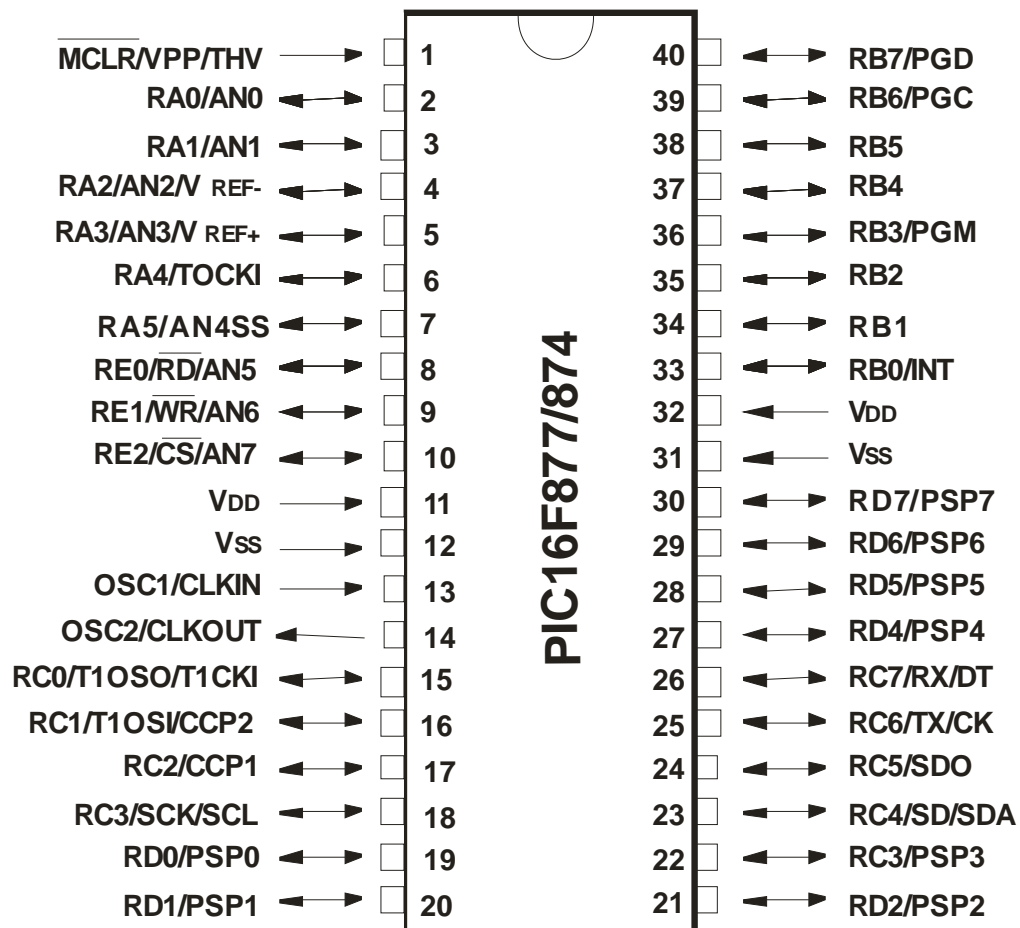 MCLR/VPP/THV 1
RA0/AN0 2
RA1/AN1 3
RA2/AN2/V REF- 4
RA3/AN3/V REF+ 5
RA4/TOCKI 6
RA5/AN4SS 7
RE0/RD/AN5 8
RE1/WR/AN6 9
RE2/CS/AN7 10
VDD 11
VSS 12
OSC1/CLKIN 13
OSC2/CLKOUT 14
RC0/T1OSO/T1CKI 15
RC1/T1OSI/CCP2 16
RC2/CCP1 17
RC3/SCK/SCL 18
RD0/PSP0 19
RD1/PSP1 20
PIC16F877/874
40 RB7/PGD
39 RB6/PGC
38 RB5
37 RB4
36 RB3/PGM
35 RB2
34 RB1
33 RB0/INT
32 VDD
31 VSS
30 RD7/PSP7
29 RD6/PSP6
28 RD5/PSP5
27 RD4/PSP4
26 RC7/RX/DT
25 RC6/TX/CK
24 RC5/SDO
23 RC4/SD/SDA
22 RC3/PSP3
21 RD2/PSP2